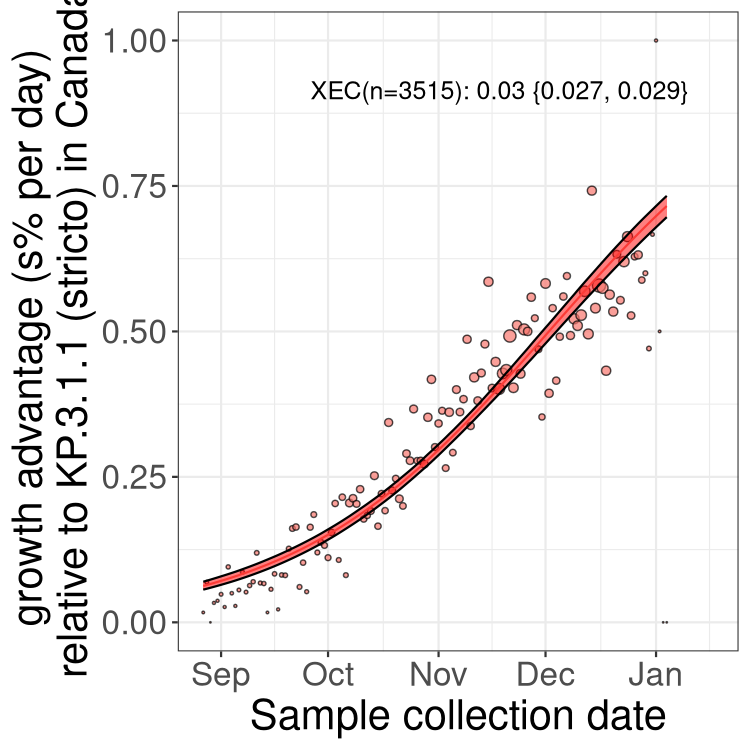 growth advantage (s% per day)
relative to KP.3.1.1 (stricto) in Canada
1.00
XEC(n=3515): 0.03 {0.027, 0.029}
0.75
0.50
0.25
0.00
Sep Oct Nov Dec Jan
Sample collection date